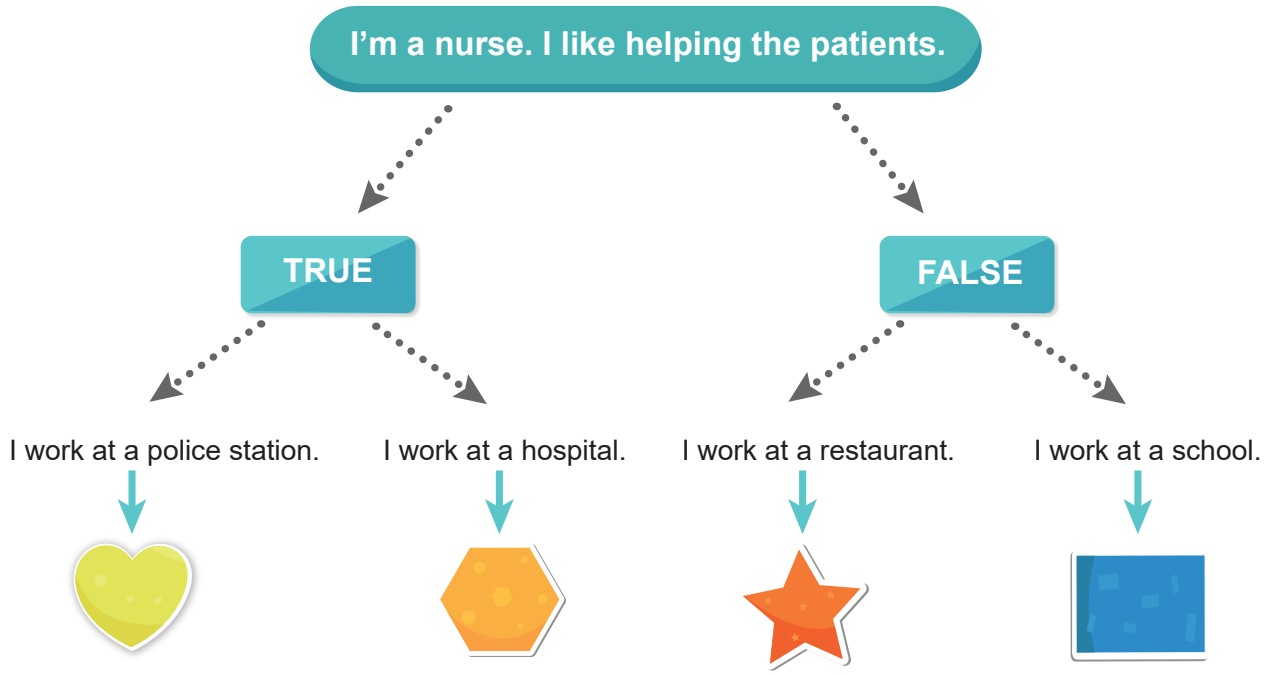 I’m a nurse. I like helping the patients.
TRUE
FALSE
I work at a police station.
I work at a hospital.
I work at a restaurant.
I work at a school.